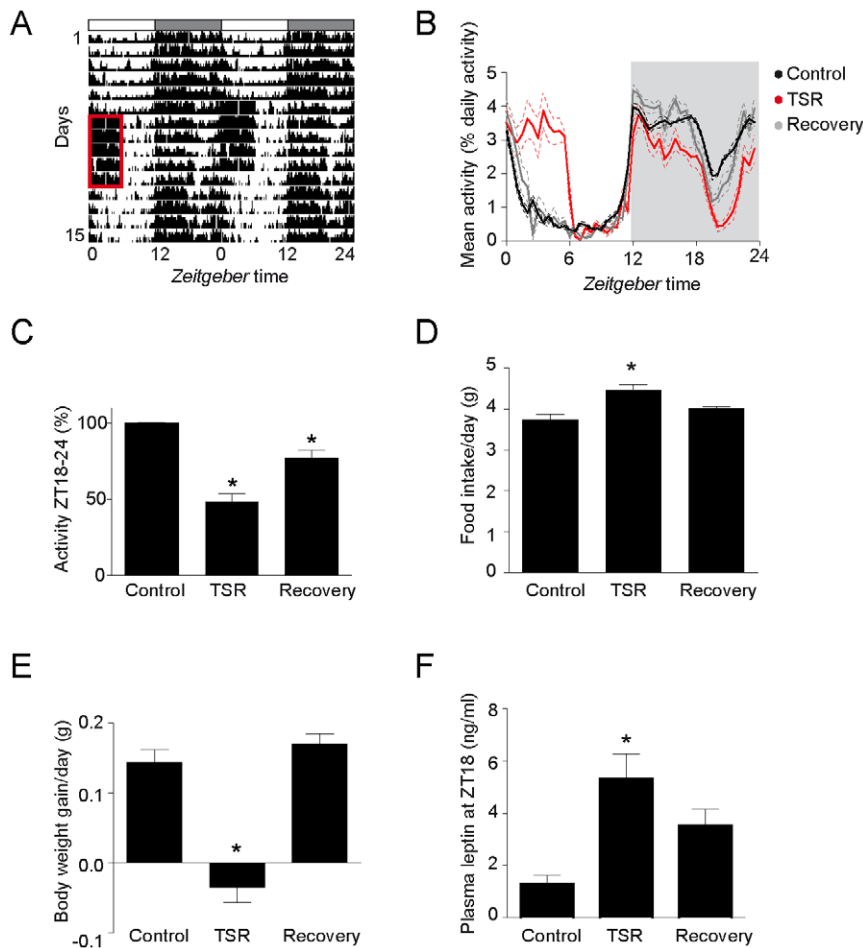 A
1
Days
15
0
12
0
12
24
Zeitgeber time
B
Mean activity (% daily activity)
5
4
3
2
1
0
0
6
12
18
24
Zeitgeber time
Control
TSR
Recovery
C
Activity ZT18-24 (%)
100
50
0
*
*
Control
TSR
Recovery
D
Food intake/day (g)
5
4
3
2
1
0
*
Control
TSR
Recovery
E
Body weight gain/day (g)
0.2
0.1
0.0
-0.1
*
Control
TSR
Recovery
F
Plasma leptin at ZT18 (ng/ml)
8
6
4
2
0
*
Control
TSR
Recovery